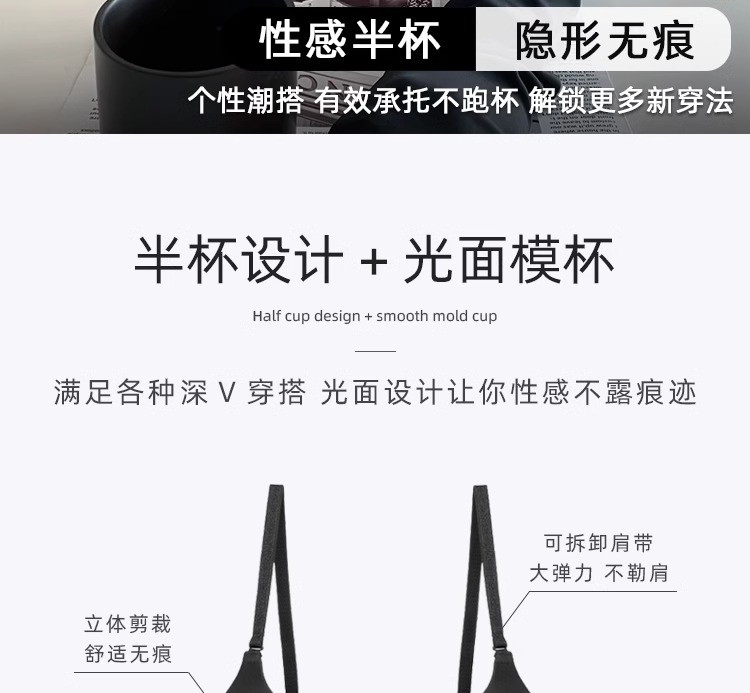 性感半杯 隐形无痕
个性潮搭 有效承托不跑杯 解锁更多新穿法
半杯设计 + 光面模杯
Half cup design + smooth mold cup
满足各种深 V 穿搭 光面设计让你性感不露痕迹
可拆卸肩带
大弹力 不勒肩
立体剪裁
舒适无痕